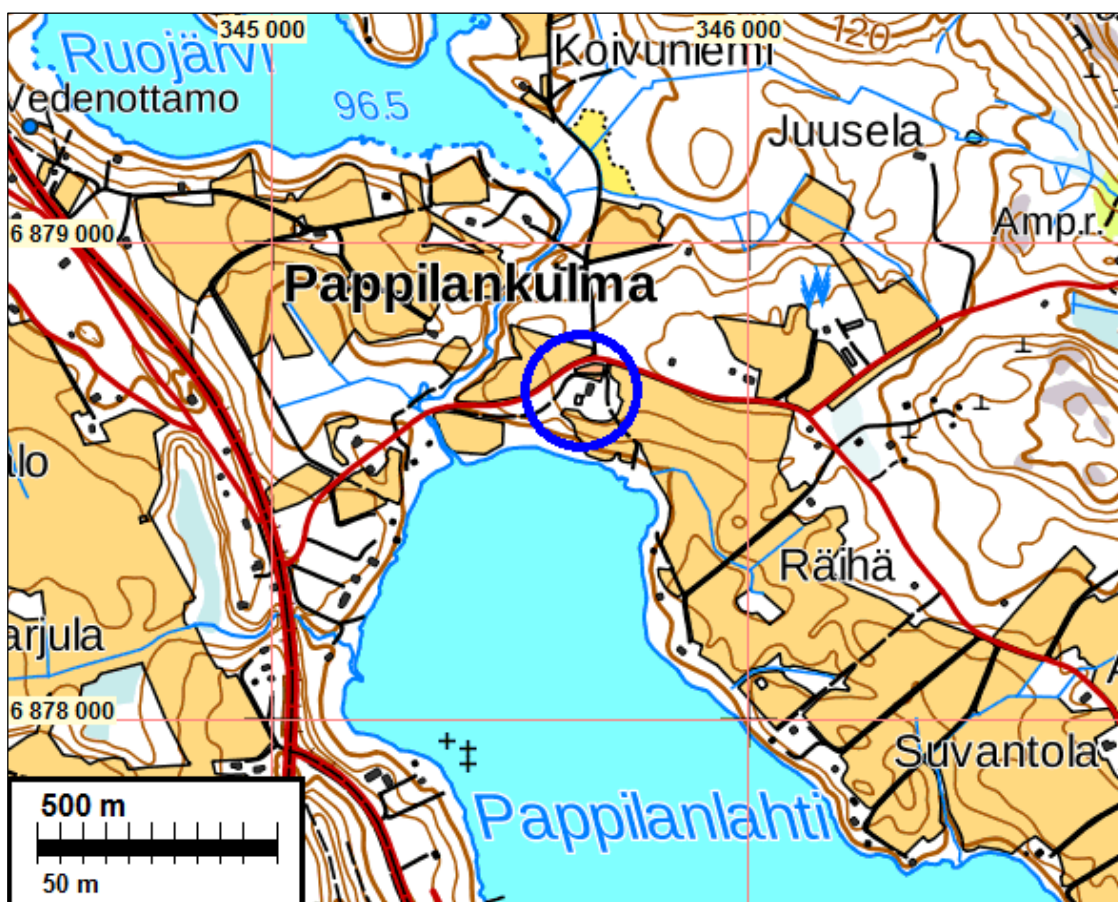 345 000
346 000
120
Ruojärvi
Koivuniemi
Vedenottamo
96.5
Juusela
Amp.r.
6 879 000
Pappilankulma
alo
Räihä
arjula
6 878 000
Suvantola
Pappilanlahti
500 m
50 m